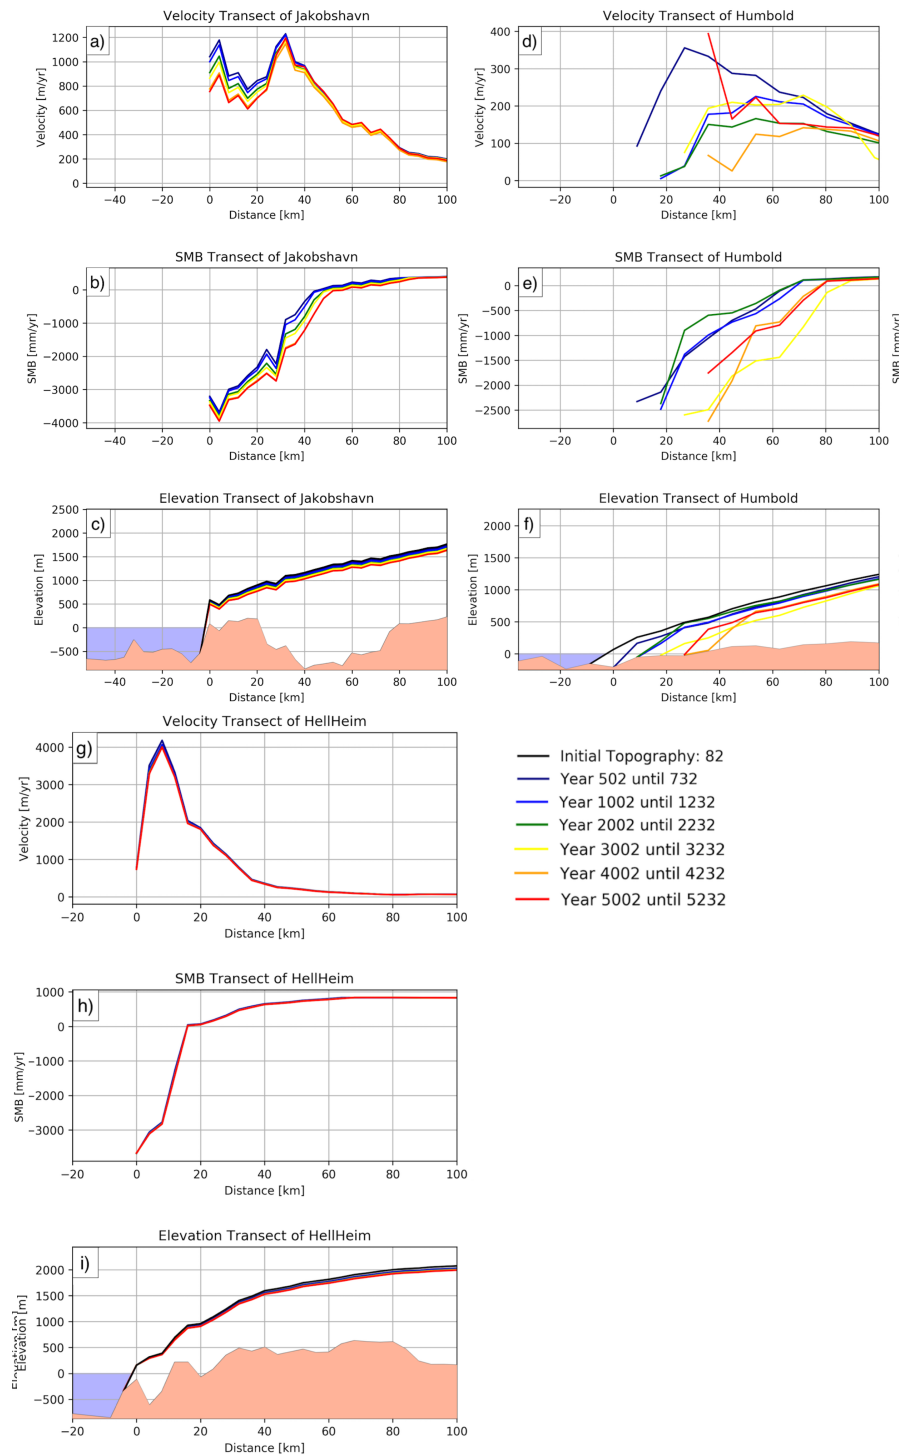 Velocity Transect of Jakobshavn
a)
Velocity [m/yr]
1200
1000
800
600
400
200
0
−40 −20 0 20 40 60 80 100
Distance [km]
Velocity Transect of Humbold
d)
Velocity [m/yr]
400
300
200
100
0
−40 −20 0 20 40 60 80 100
Distance [km]
SMB Transect of Jakobshavn
b)
SMB [mm/yr]
0
−1000
−2000
−3000
−4000
−40 −20 0 20 40 60 80 100
Distance [km]
SMB Transect of Humbold
e)
SMB [mm/yr]
0
−500
−1000
−1500
−2000
−2500
−40 −20 0 20 40 60 80 100
Distance [km]
SMB [mm/yr]
Elevation Transect of Jakobshavn
c)
Elevation [m]
2500
2000
1500
1000
500
0
−500
−40 −20 0 20 40 60 80 100
Distance [km]
Elevation Transect of Humbold
f)
Elevation [m]
2000
1500
1000
500
0
−40 −20 0 20 40 60 80 100
Distance [km]
Velocity Transect of HellHeim
g)
Velocity [m/yr]
4000
3000
2000
1000
0
−20 0 20 40 60 80 100
Distance [km]
Initial Topography: 82
Year 502 until 732
Year 1002 until 1232
Year 2002 until 2232
Year 3002 until 3232
Year 4002 until 4232
Year 5002 until 5232
SMB Transect of HellHeim
h)
SMB [mm/yr]
1000
0
−1000
−2000
−3000
−20 0 20 40 60 80 100
Distance [km]
Elevation Transect of HellHeim
i)
Elevation [m]
Elevation [m]
2000
1500
1000
500
0
−500
−20 0 20 40 60 80 100
Distance [km]